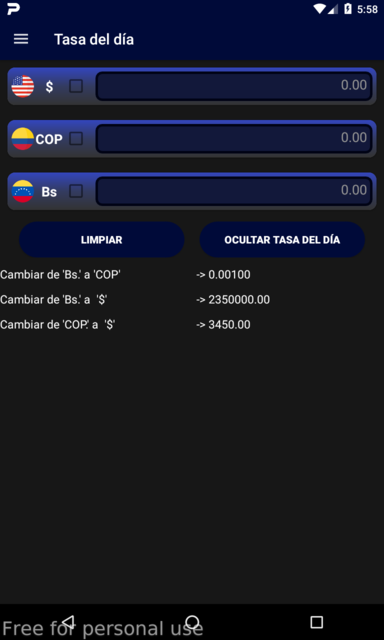 5:58
Tasa del día
$ 0.00
COP 0.00
Bs 0.00
LIMPIAR OCULTAR TASA DEL DÍA
Cambiar de 'Bs.' a 'COP' -> 0.00100
Cambiar de 'Bs.' a '$' -> 2350000.00
Cambiar de 'COP.' a '$' -> 3450.00
Free for personal use